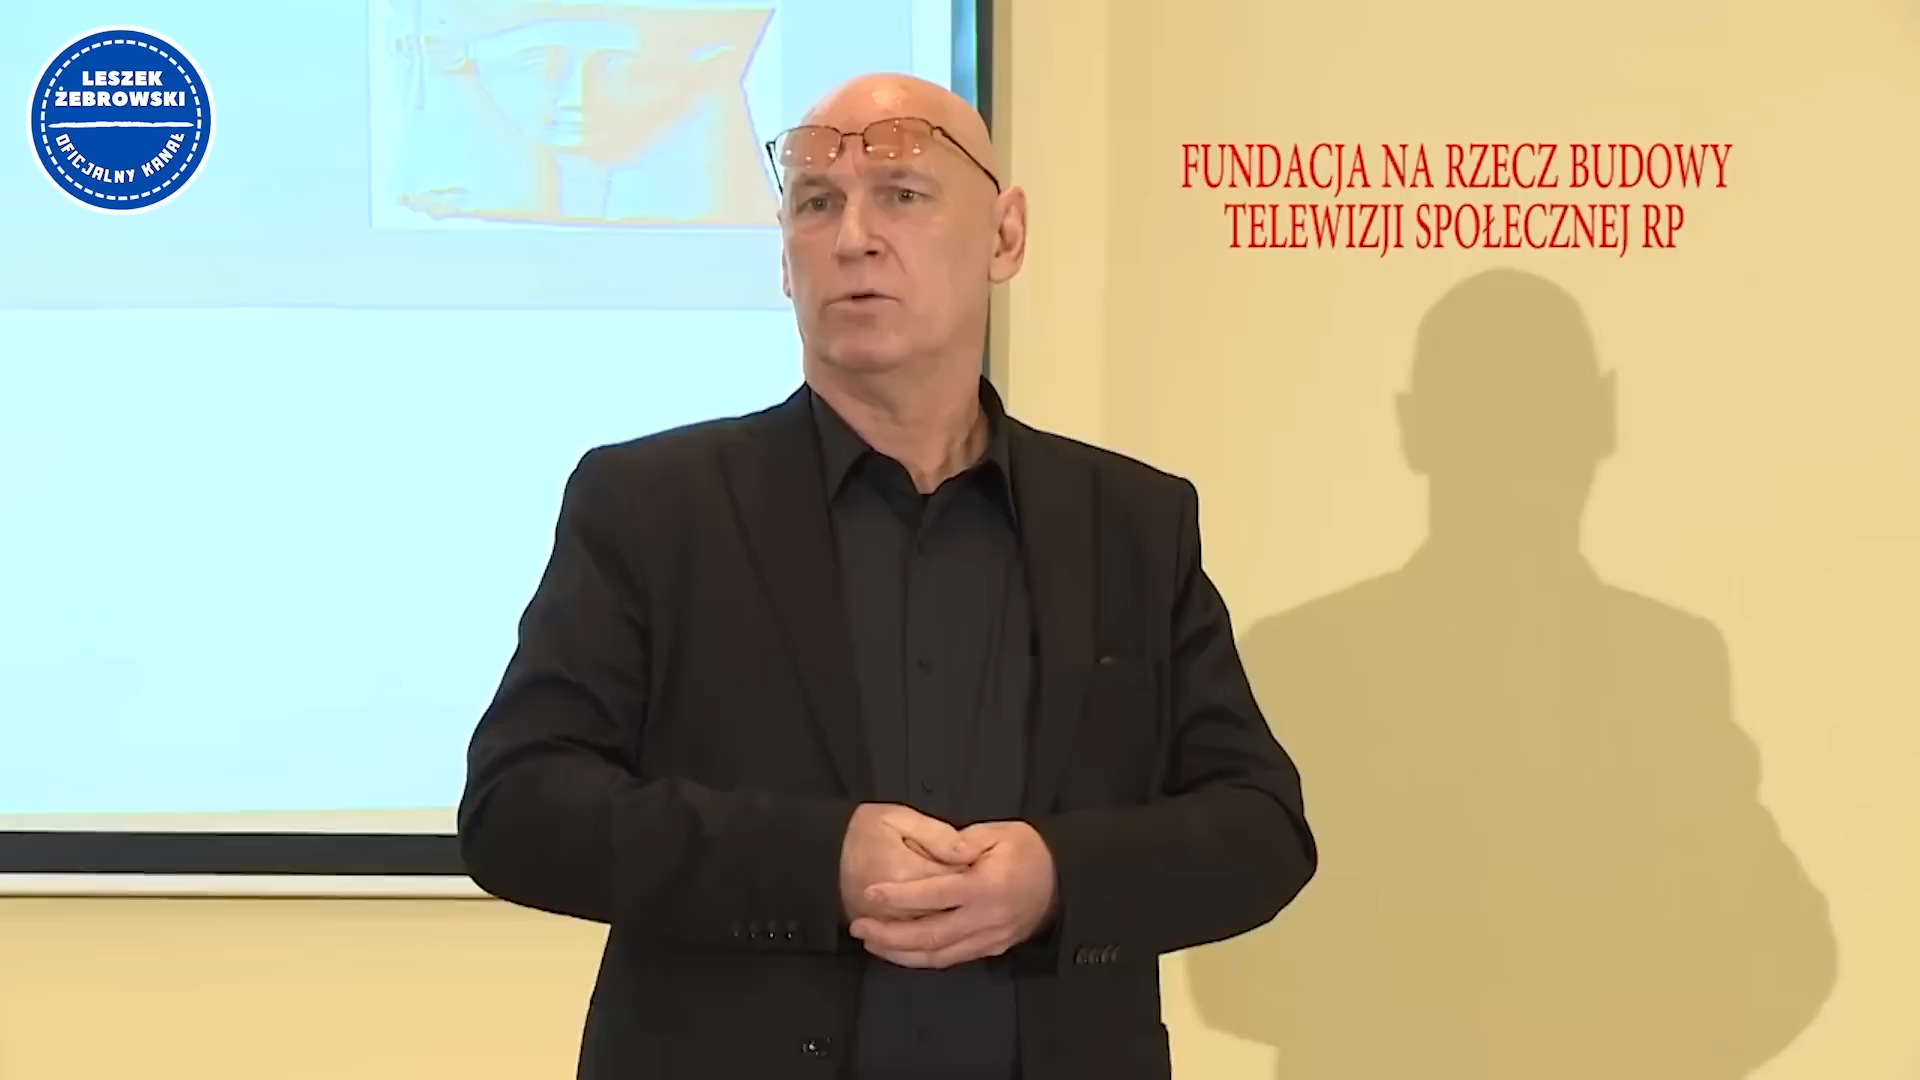 LESZEK
ŻEBROWSKI
OFICJALNY KANAŁ
FUNDACJA NA RZECZ BUDOWY
TELEWIZJI SPOŁECZNEJ RP